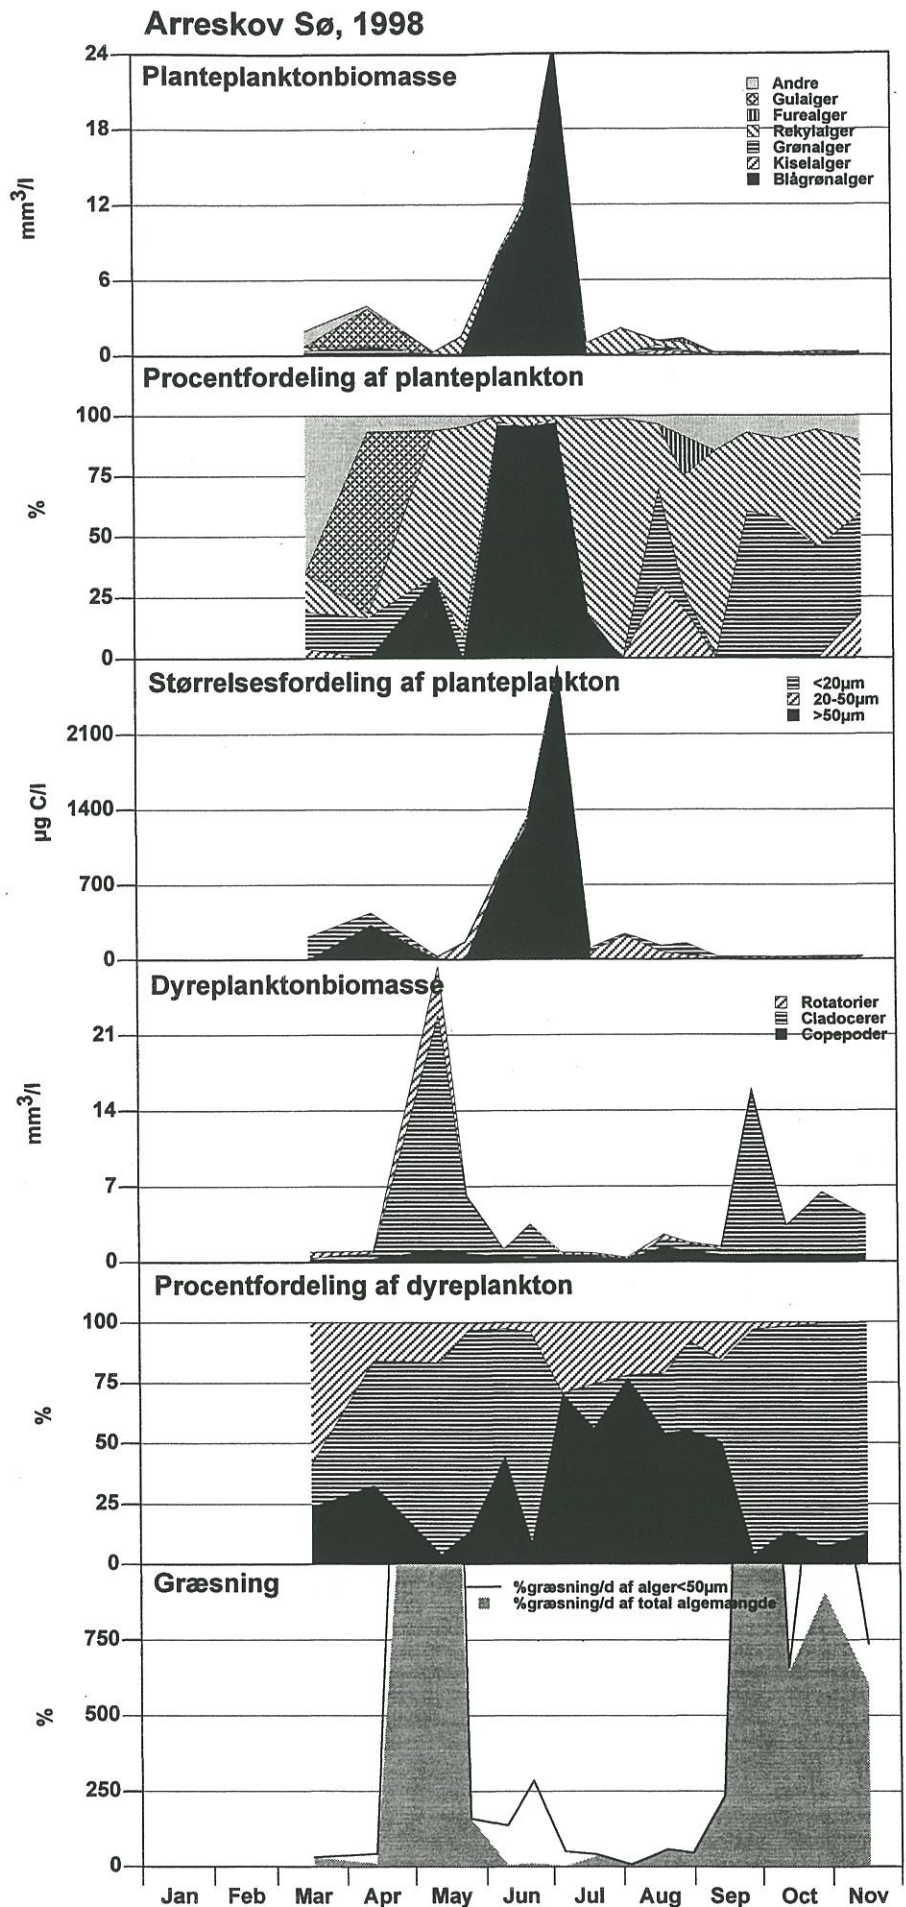 Arreskov Sø, 1998
Planteplanktonbiomasse
24
18
12
6
0
mm³/l
Andre
Gulalger
Furealger
Rekylalger
Grønalger
Kiselalger
Blågrønalger
Procentfordeling af planteplankton
100
75
50
25
0
%
Størrelsesfordeling af planteplankton
2100
1400
700
0
µg C/l
<20µm
20-50µm
>50µm
Dyreplanktonbiomasse
21
14
7
0
mm³/l
Rotatorier
Cladocerer
Copepoder
Procentfordeling af dyreplankton
100
75
50
25
0
%
Græsning
750
500
250
0
%
%græsning/d af alger<50µm
%græsning/d af total algemængde
Jan Feb Mar Apr May Jun Jul Aug Sep Oct Nov